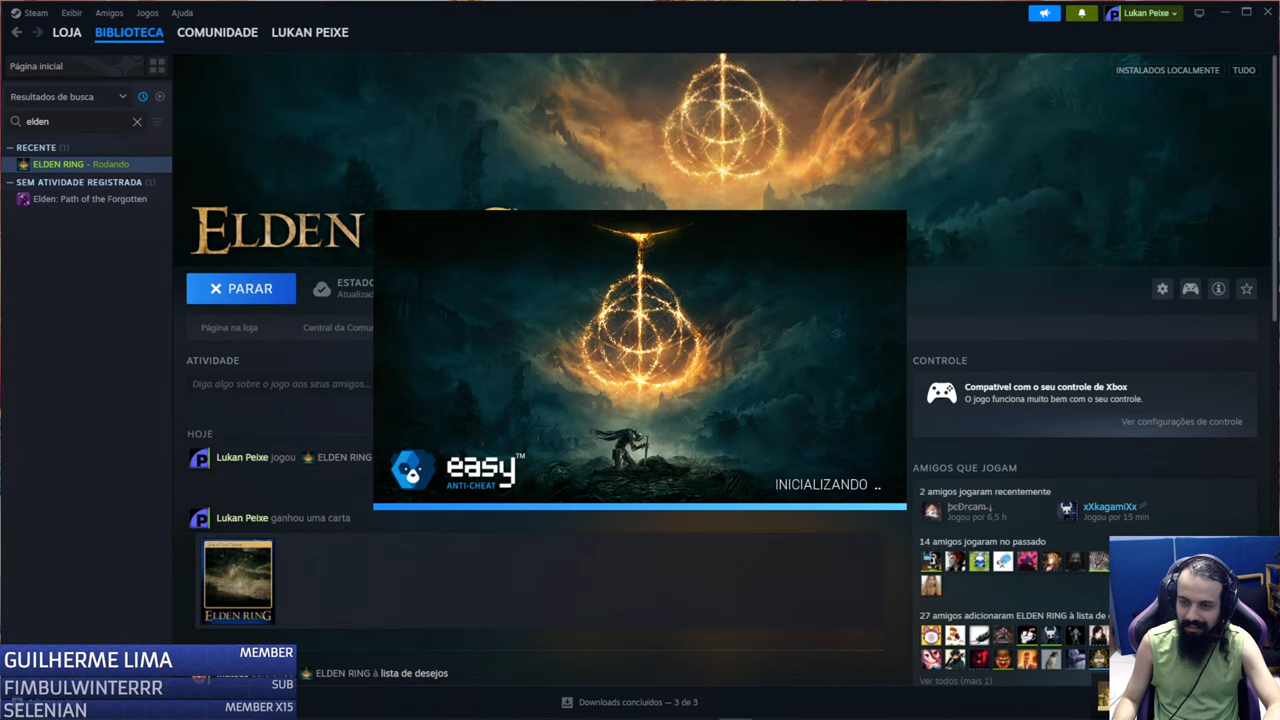 Steam Exibir Amigos Jogos Ajuda
Lukan Peixe
LOJA BIBLIOTECA COMUNIDADE LUKAN PEIXE
Página inicial
INSTALADOS LOCALMENTE TUDO
Resultados de busca
elden
RECENTE (1)
ELDEN RING - Rodando
SEM ATIVIDADE REGISTRADA (1)
Elden: Path of the Forgotten
ELDEN
PARAR
ESTADO
Atualizad
Página na loja Central da Comu
ATIVIDADE
Diga algo sobre o jogo aos seus amigos...
HOJE
Lukan Peixe jogou ELDEN RING
Lukan Peixe ganhou uma carta
ELDEN RING
easy™
ANTI-CHEAT
INICIALIZANDO ..
CONTROLE
Compatível com o seu controle de Xbox
O jogo funciona muito bem com o seu controle.
Ver configurações de controle
AMIGOS QUE JOGAM
2 amigos jogaram recentemente
Jogou por 6,5 h
xXkagamiXx
Jogou por 15 min
14 amigos jogaram no passado
27 amigos adicionaram ELDEN RING à lista de
Ver todos (mais 1)
GUILHERME LIMA MEMBER
FIMBULWINTERRR SUB
SELENIAN MEMBER X15
ELDEN RING à lista de desejos
Downloads concluídos — 3 de 3